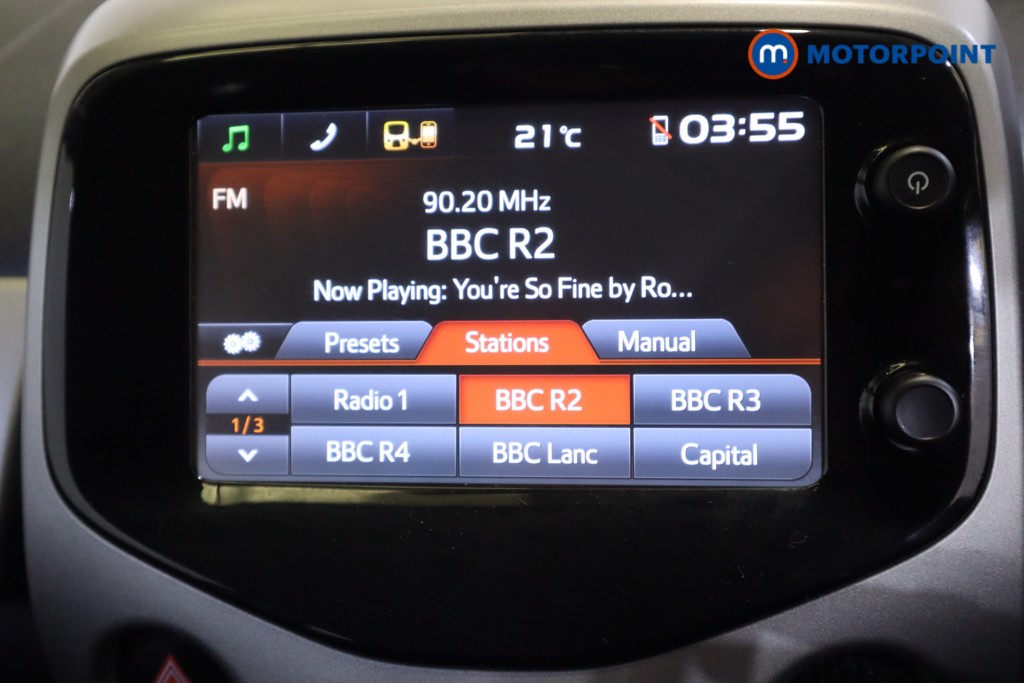 m MOTORPOINT
21°C 03:55
FM 90.20 MHz
BBC R2
Now Playing: You're So Fine by Ro...
Presets Stations Manual
Radio 1 BBC R2 BBC R3
1/3
BBC R4 BBC Lanc Capital